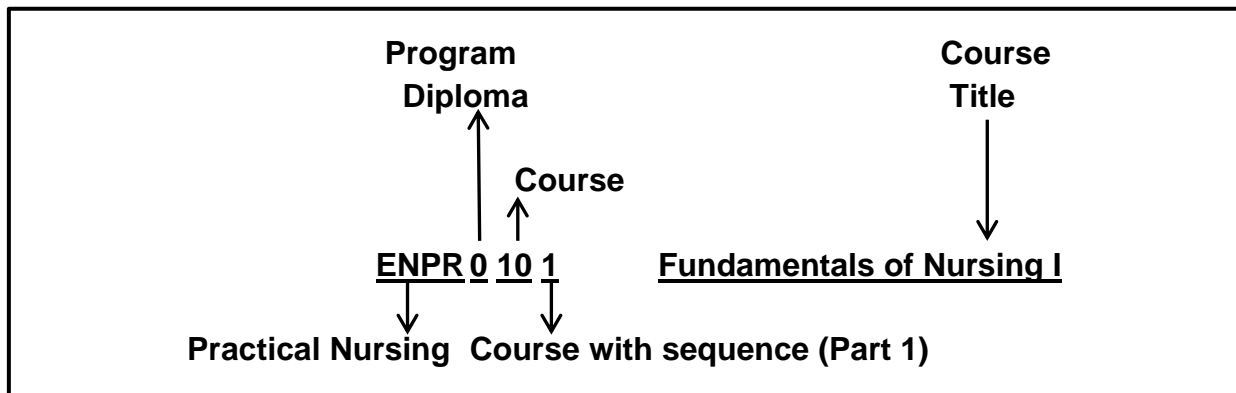 Program Course
Diploma Title
Course
ENPR 0 10 1 Fundamentals of Nursing I
Practical Nursing Course with sequence (Part 1)